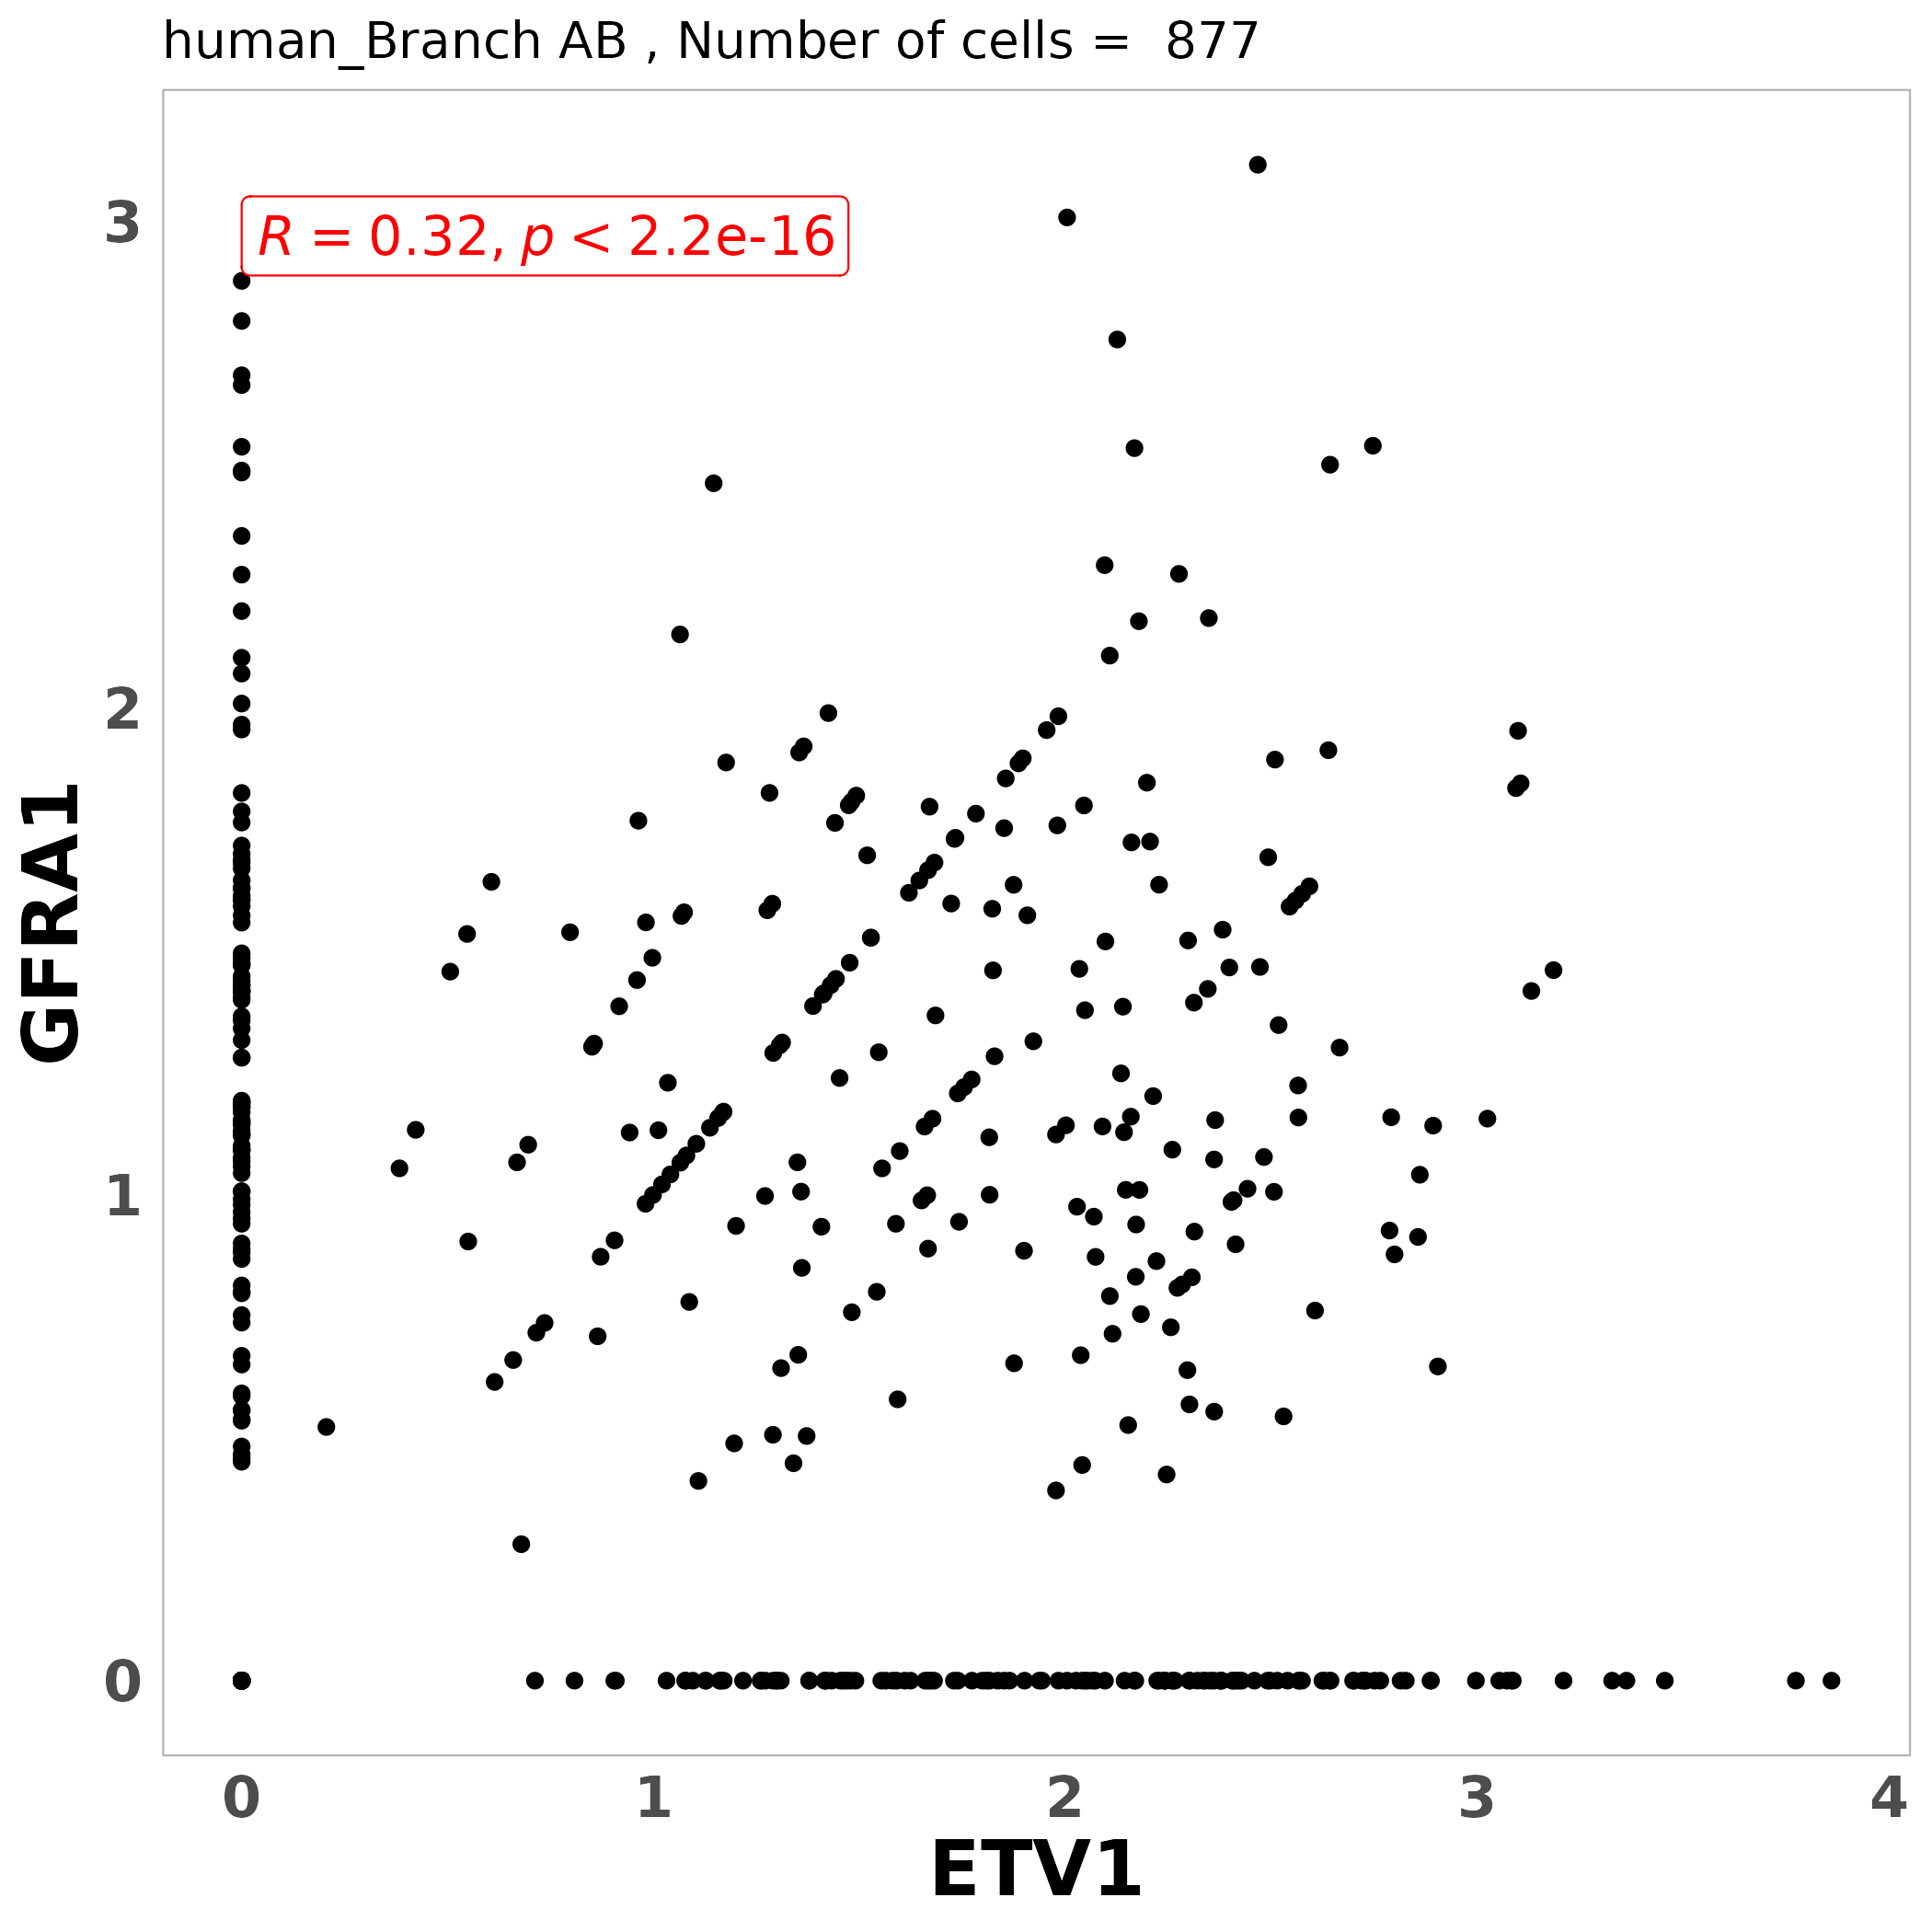 human_Branch AB , Number of cells =  877
R = 0.32, p < 2.2e-16
3
2
1
0
GFRA1
0 1 2 3 4
ETV1